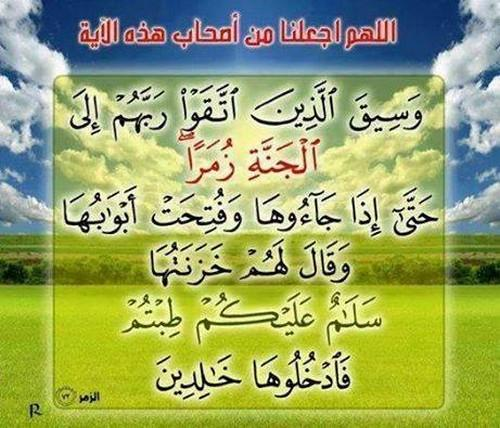 اللهم اجعلنا من أصحاب هذه الآية
وَسِيقَ الَّذِينَ اتَّقَوْا رَبَّهُمْ إِلَى
الْجَنَّةِ زُمَرًا ۖ
حَتَّىٰ إِذَا جَاءُوهَا وَفُتِحَتْ أَبْوَابُهَا
وَقَالَ لَهُمْ خَزَنَتُهَا
سَلَامٌ عَلَيْكُمْ طِبْتُمْ
فَادْخُلُوهَا خَالِدِينَ
الزمر ٧٣
R